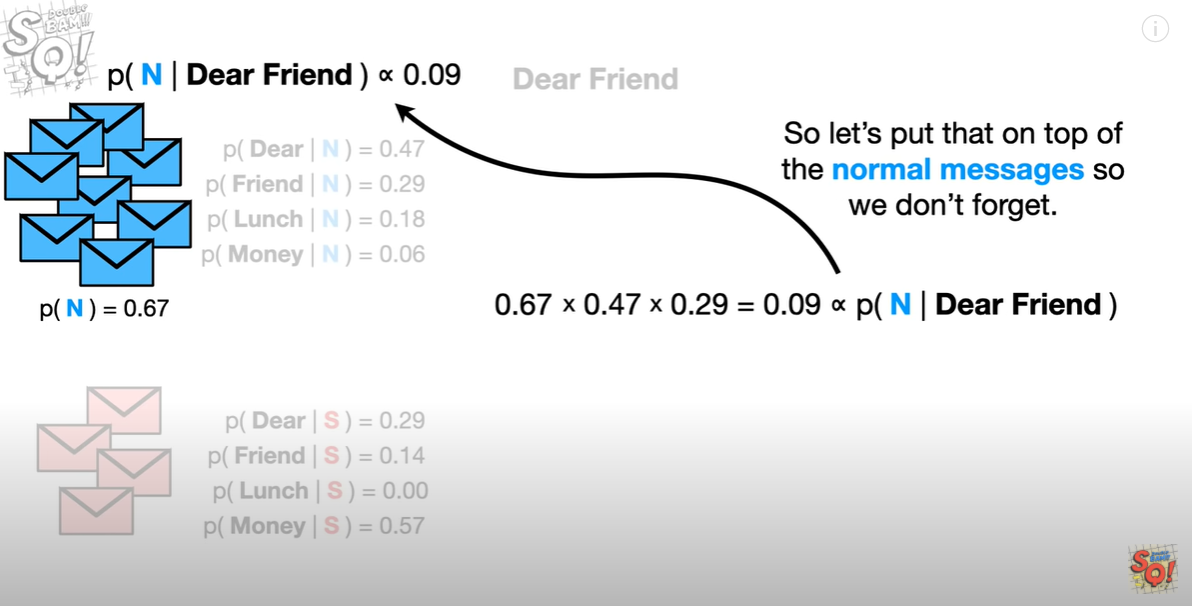 DOUBLE
BAM!!!
SQ!
p( N | Dear Friend ) ∝ 0.09
Dear Friend
So let’s put that on top of
the normal messages so
we don’t forget.
p( Dear | N ) = 0.47
p( Friend | N ) = 0.29
p( Lunch | N ) = 0.18
p( Money | N ) = 0.06
p( N ) = 0.67
0.67 x 0.47 x 0.29 = 0.09 ∝ p( N | Dear Friend )
p( Dear | S ) = 0.29
p( Friend | S ) = 0.14
p( Lunch | S ) = 0.00
p( Money | S ) = 0.57
DOUBLE
BAM!!!
SQ!